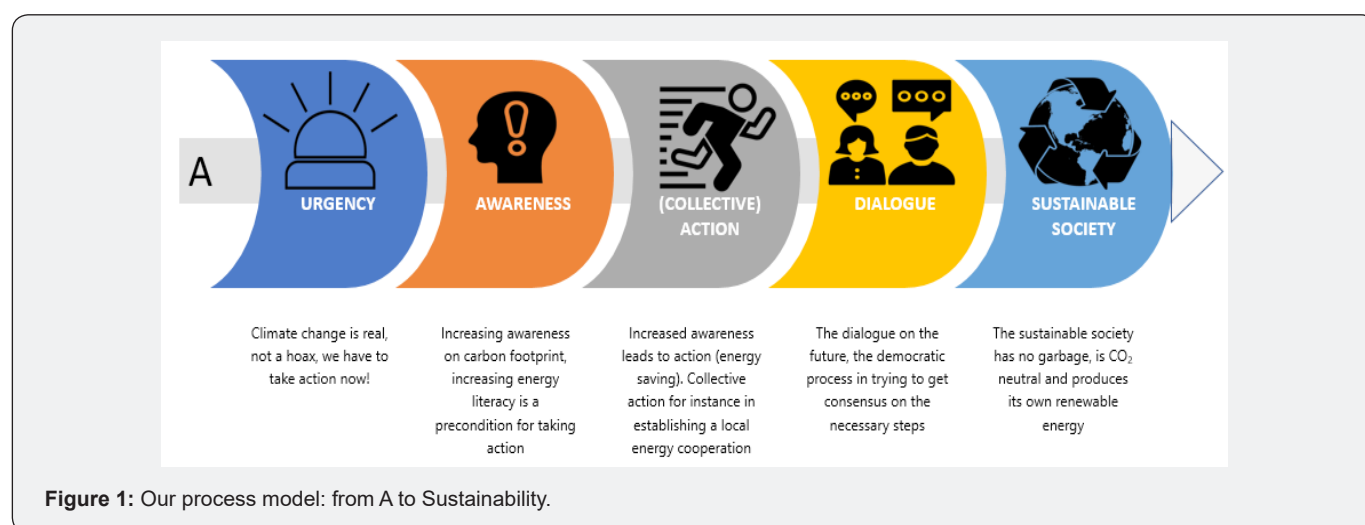 A
URGENCY
AWARENESS
(COLLECTIVE)
ACTION
DIALOGUE
SUSTAINABLE
SOCIETY
Climate change is real,
not a hoax, we have to
take action now!
Increasing awareness
on carbon footprint,
increasing energy
literacy is a
precondition for taking
action
Increased awareness
leads to action (energy
saving). Collective
action for instance in
establishing a local
energy cooperation
The dialogue on the
future, the democratic
process in trying to get
consensus on the
necessary steps
The sustainable society
has no garbage, is CO₂
neutral and produces
its own renewable
energy
Figure 1: Our process model: from A to Sustainability.